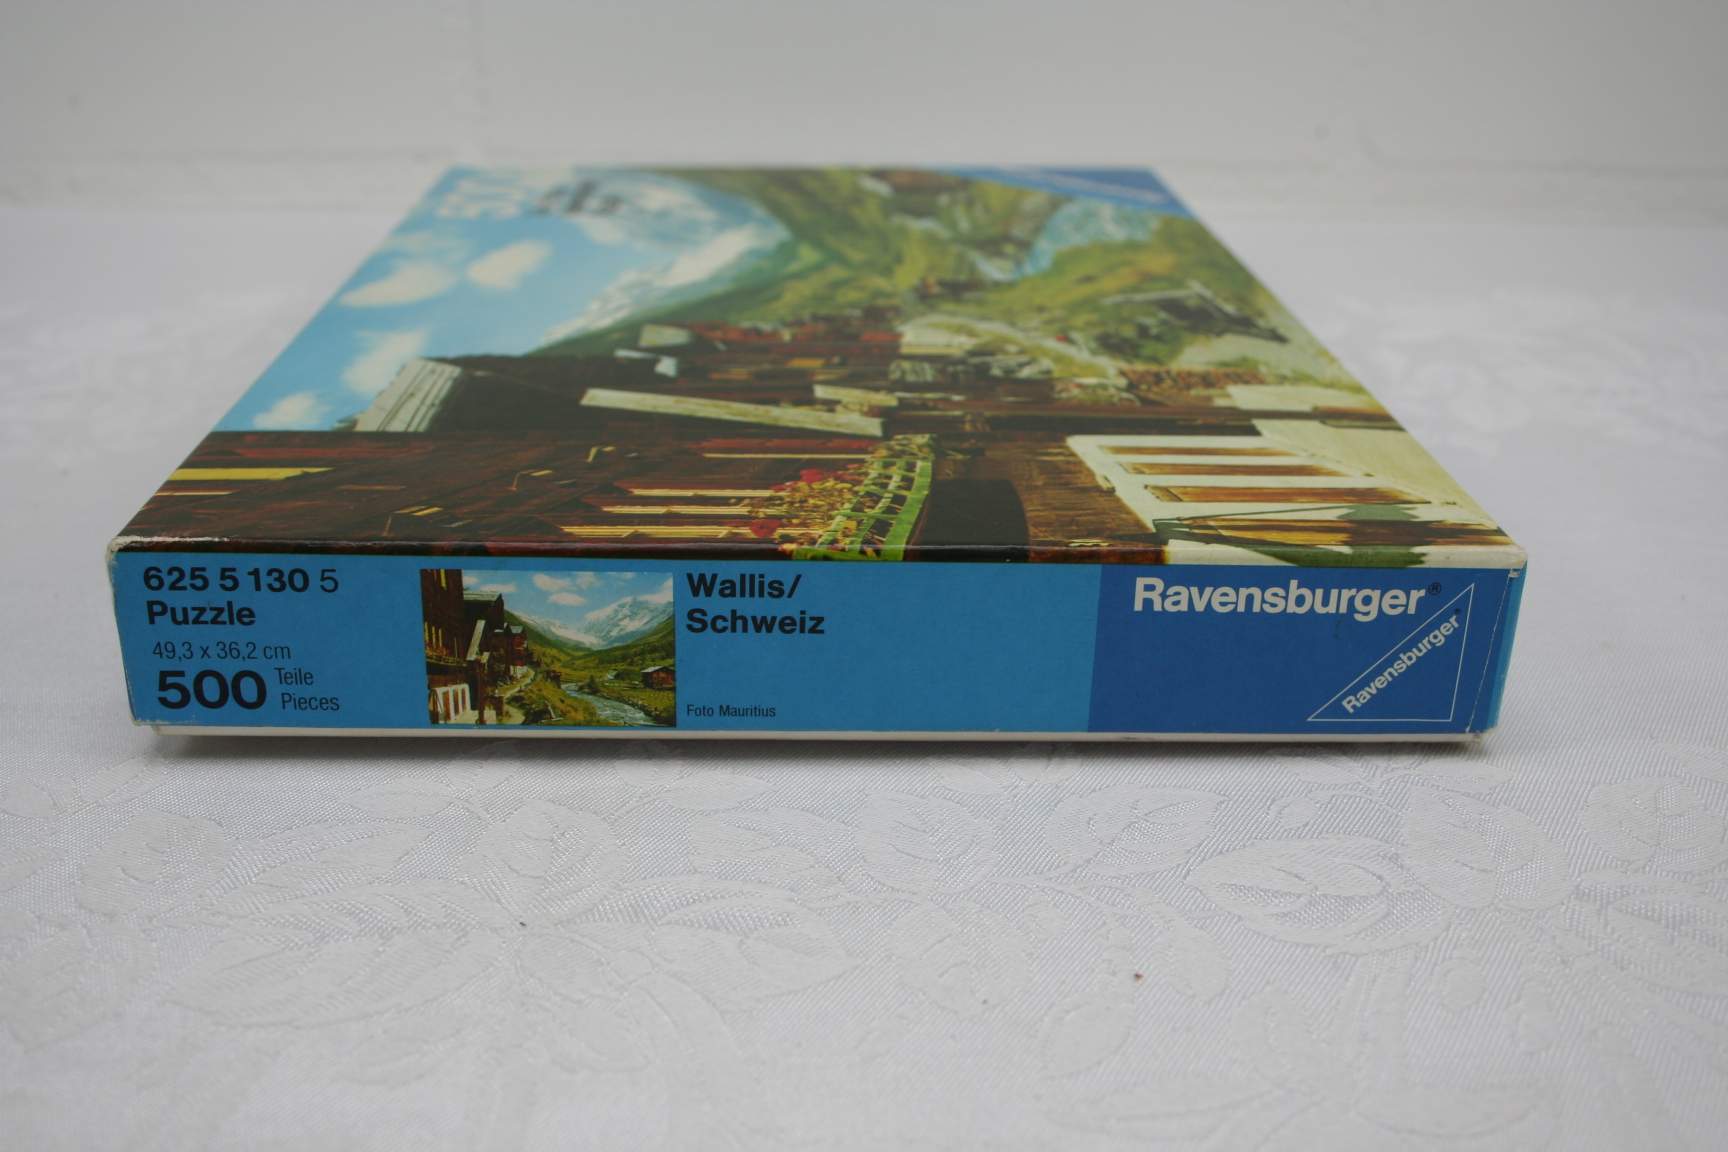 500
625 5 130 5
Puzzle
49,3 x 36,2 cm
500 Teile
Pieces
Wallis/
Schweiz
Foto Mauritius
Ravensburger®
Ravensburger®